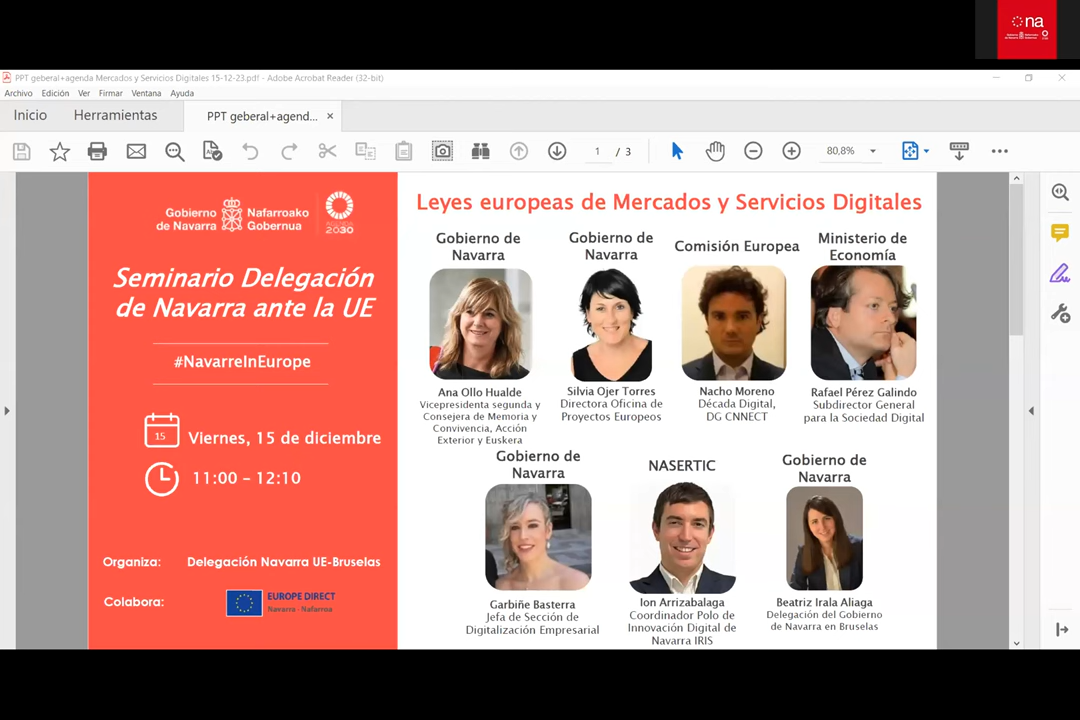 na
PPT geberal+agenda Mercados y Servicios Digitales 15-12-23.pdf - Adobe Acrobat Reader (32-bit)
Archivo Edición Ver Firmar Ventana Ayuda
Inicio Herramientas PPT geberal+agend... ×
1 / 3 80,8%
Gobierno de Navarra Nafarroako Gobernua
AGENDA 2030
Seminario Delegación
de Navarra ante la UE
#NavarreInEurope
15
Viernes, 15 de diciembre
11:00 – 12:10
Organiza: Delegación Navarra UE-Bruselas
Colabora: EUROPE DIRECT
Navarra - Nafarroa
Leyes europeas de Mercados y Servicios Digitales
Gobierno de
Navarra
Ana Ollo Hualde
Vicepresidenta segunda y
Consejera de Memoria y
Convivencia, Acción
Exterior y Euskera
Gobierno de
Navarra
Silvia Ojer Torres
Directora Oficina de
Proyectos Europeos
Comisión Europea
Nacho Moreno
Década Digital,
DG CNNECT
Ministerio de
Economía
Rafael Pérez Galindo
Subdirector General
para la Sociedad Digital
Gobierno de
Navarra
Garbiñe Basterra
Jefa de Sección de
Digitalización Empresarial
NASERTIC
Ion Arrizabalaga
Coordinador Polo de
Innovación Digital de
Navarra IRIS
Gobierno de
Navarra
Beatriz Irala Aliaga
Delegación del Gobierno
de Navarra en Bruselas